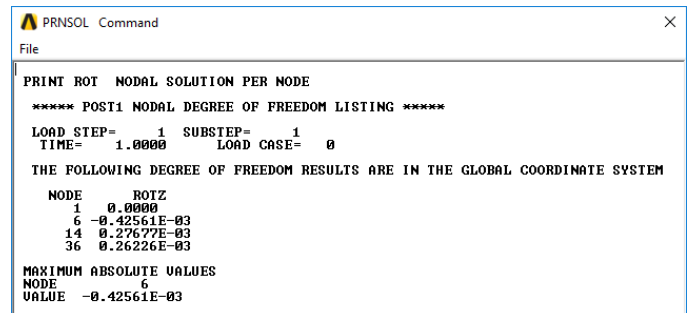 PRNSOL Command
File
PRINT ROT NODAL SOLUTION PER NODE
***** POST1 NODAL DEGREE OF FREEDOM LISTING *****
LOAD STEP= 1 SUBSTEP= 1
TIME= 1.0000 LOAD CASE= 0
THE FOLLOWING DEGREE OF FREEDOM RESULTS ARE IN THE GLOBAL COORDINATE SYSTEM
NODE ROTZ
1 0.0000
6 -0.42561E-03
14 0.27677E-03
36 0.26226E-03
MAXIMUM ABSOLUTE VALUES
NODE 6
VALUE -0.42561E-03